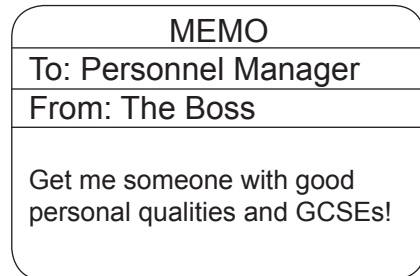 MEMO
To: Personnel Manager
From: The Boss
Get me someone with good
personal qualities and GCSEs!